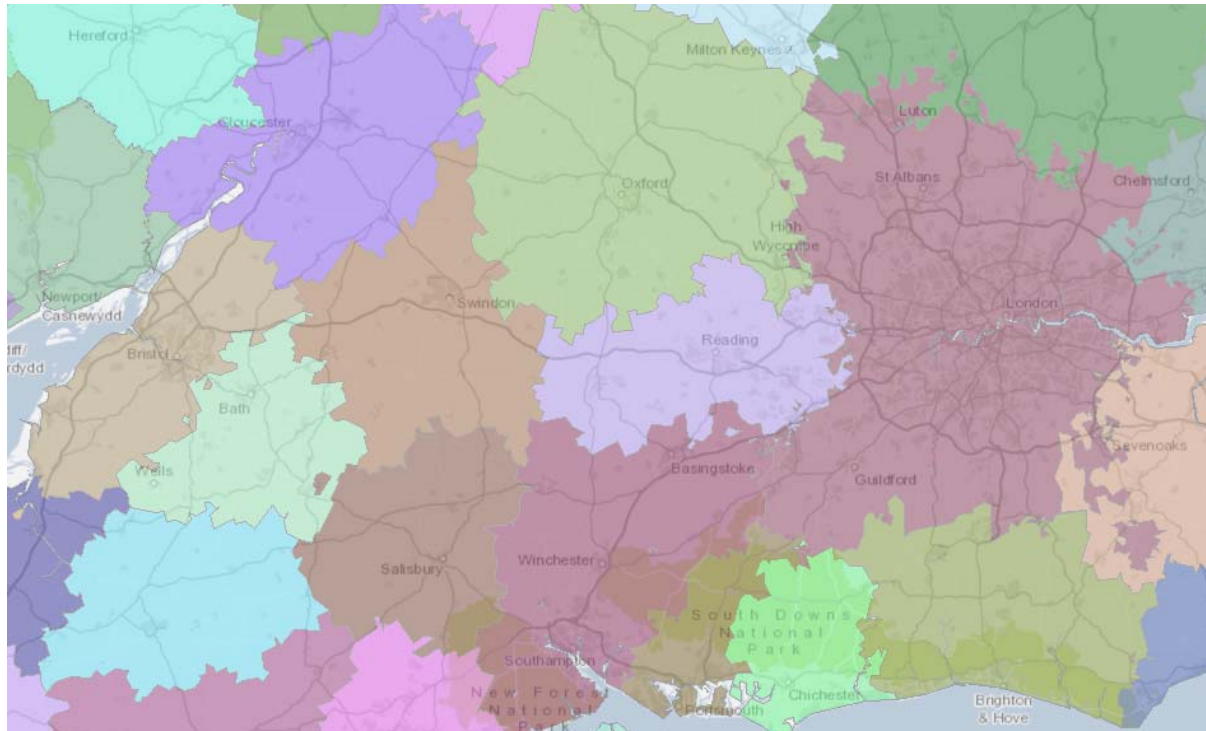 Hereford
Milton Keynes
Gloucester
Luton
St Albans
Chelmsford
Oxford
High
Wycombe
Newport/
Casnewydd
Swindon
London
diff/
rdydd
Bristol
Reading
Bath
Sevenoaks
Wells
Basingstoke
Guildford
Salisbury
Winchester
South Downs
National
Park
Southampton
New Forest
National
Park
Chichester
Portsmouth
Brighton
& Hove